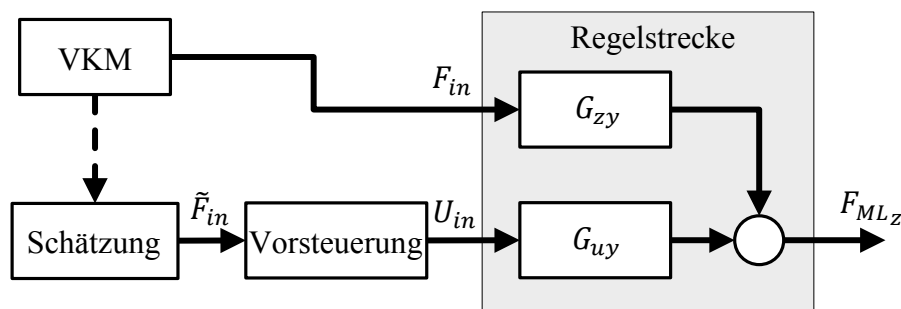 Regelstrecke
VKM
F_in
G_zy
Schätzung
F̃_in
Vorsteuerung
U_in
G_uy
F_ML_z